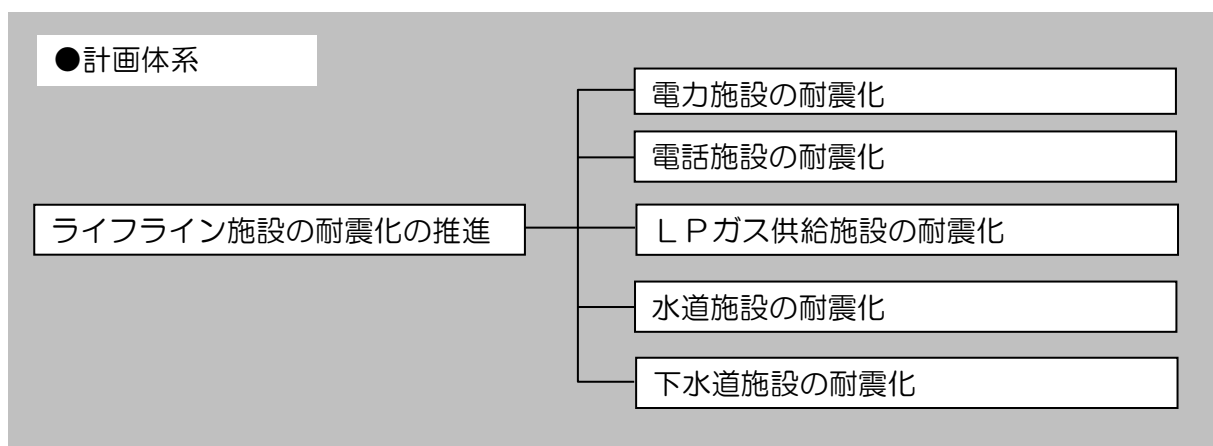 ●計画体系
電力施設の耐震化
電話施設の耐震化
ライフライン施設の耐震化の推進
ＬＰガス供給施設の耐震化
水道施設の耐震化
下水道施設の耐震化